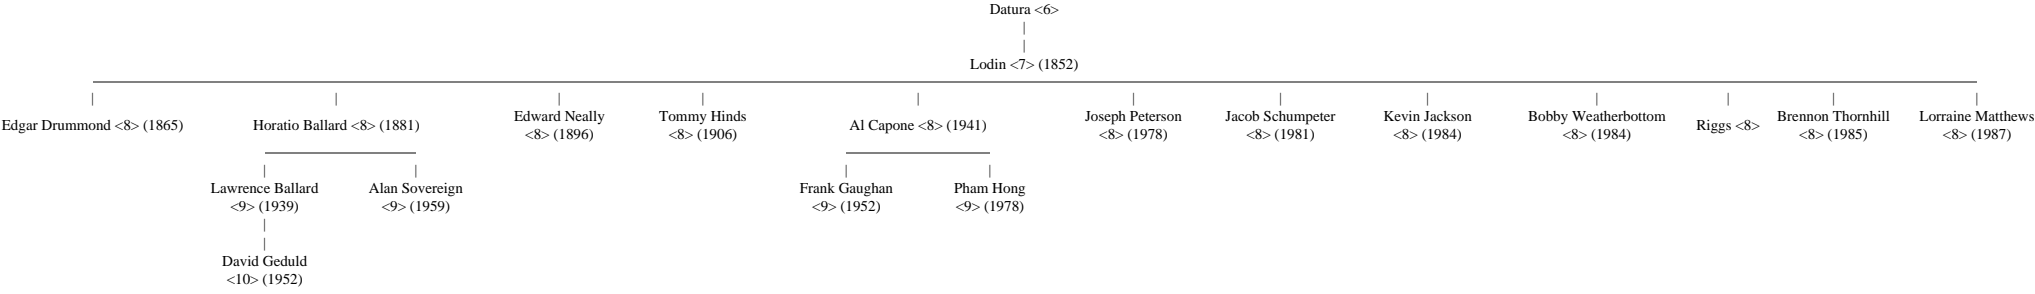 Datura <6>
Lodin <7> (1852)
Edgar Drummond <8> (1865)
Horatio Ballard <8> (1881)
Edward Neally
<8> (1896)
Tommy Hinds
<8> (1906)
Al Capone <8> (1941)
Joseph Peterson
<8> (1978)
Jacob Schumpeter
<8> (1981)
Kevin Jackson
<8> (1984)
Bobby Weatherbottom
<8> (1984)
Riggs <8>
Brennon Thornhill
<8> (1985)
Lorraine Matthews
<8> (1987)
Lawrence Ballard
<9> (1939)
Alan Sovereign
<9> (1959)
Frank Gaughan
<9> (1952)
Pham Hong
<9> (1978)
David Geduld
<10> (1952)